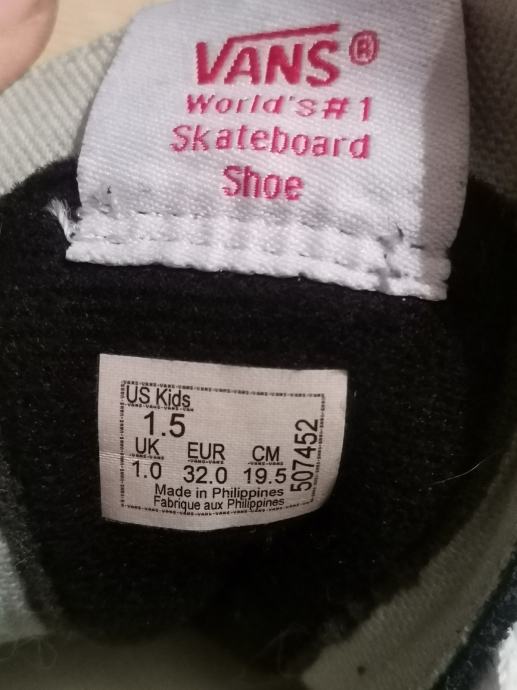 VANS®
World's #1
Skateboard
Shoe
US Kids
1.5
UK EUR CM
1.0 32.0 19.5
Made in Philippines
Fabrique aux Philippines
507452